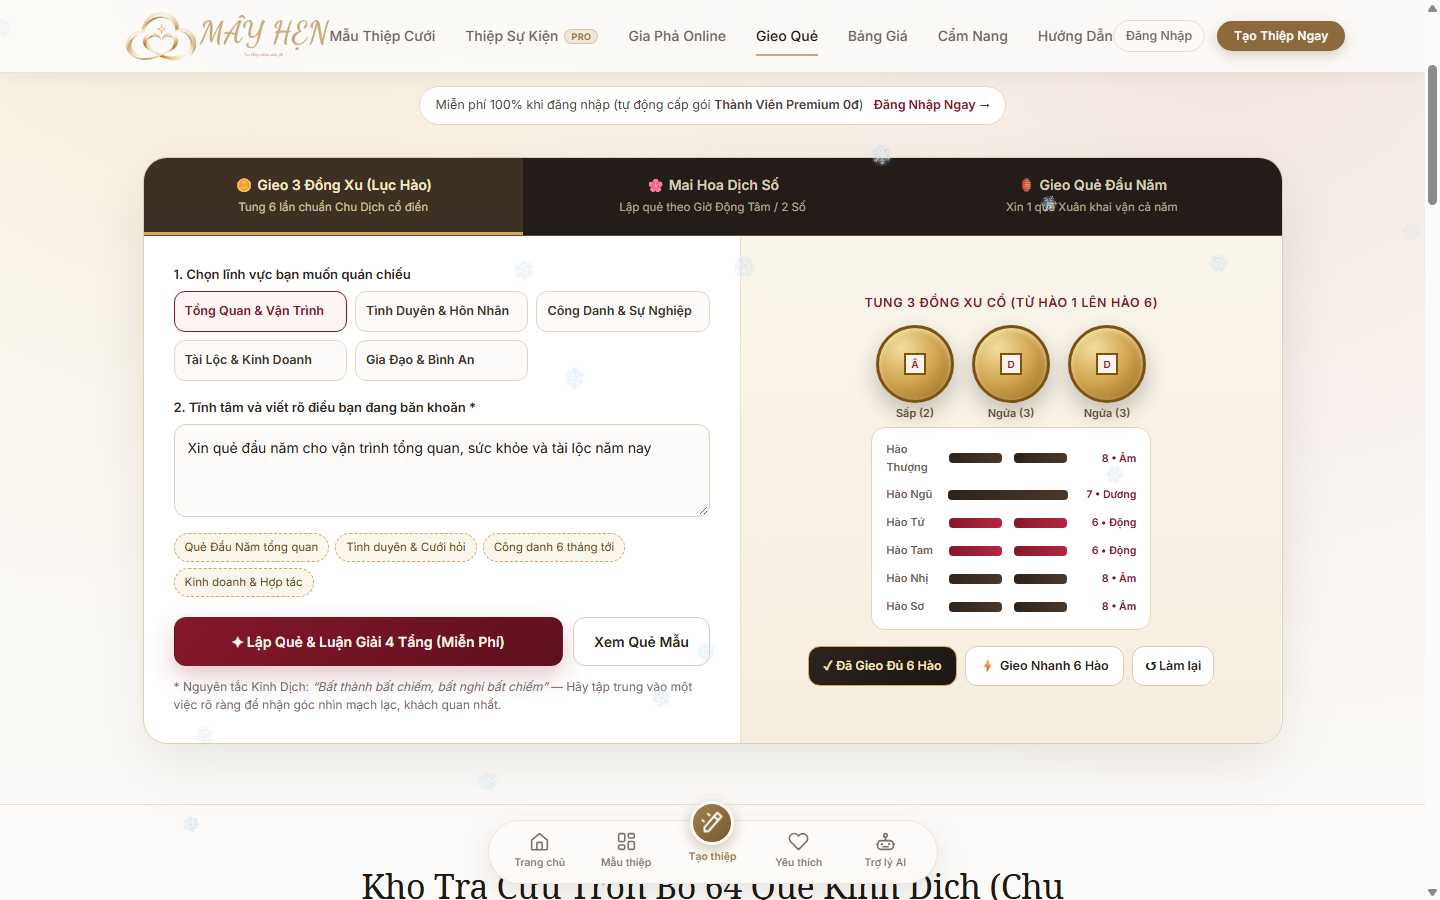 MÂY HẸN
Mẫu Thiệp Cưới
Thiệp Sự Kiện PRO
Gia Phả Online
Gieo Quẻ
Bảng Giá
Cẩm Nang
Hướng Dẫn
Đăng Nhập
Tạo Thiệp Ngay
Miễn phí 100% khi đăng nhập (tự động cấp gói Thành Viên Premium 0đ) Đăng Nhập Ngay →
Gieo 3 Đồng Xu (Lục Hào)
Tung 6 lần chuẩn Chu Dịch cổ điển
Mai Hoa Dịch Số
Lập quẻ theo Giờ Động Tâm / 2 Số
Gieo Quẻ Đầu Năm
Xin 1 quẻ Xuân khai vận cả năm
1. Chọn lĩnh vực bạn muốn quán chiếu
Tổng Quan & Vận Trình
Tình Duyên & Hôn Nhân
Công Danh & Sự Nghiệp
Tài Lộc & Kinh Doanh
Gia Đạo & Bình An
2. Tĩnh tâm và viết rõ điều bạn đang băn khoăn *
Xin quẻ đầu năm cho vận trình tổng quan, sức khỏe và tài lộc năm nay
Quẻ Đầu Năm tổng quan
Tình duyên & Cưới hỏi
Công danh 6 tháng tới
Kinh doanh & Hợp tác
✦ Lập Quẻ & Luận Giải 4 Tầng (Miễn Phí)
Xem Quẻ Mẫu
* Nguyên tắc Kinh Dịch: “Bất thành bất chiếm, bất nghi bất chiếm” — Hãy tập trung vào một
việc rõ ràng để nhận góc nhìn mạch lạc, khách quan nhất.
TUNG 3 ĐỒNG XU CỔ (TỪ HÀO 1 LÊN HÀO 6)
Â
D
D
Sấp (2)
Ngửa (3)
Ngửa (3)
Hào
Thượng
8 • Âm
Hào Ngũ
7 • Dương
Hào Tứ
6 • Động
Hào Tam
6 • Động
Hào Nhị
8 • Âm
Hào Sơ
8 • Âm
✓ Đã Gieo Đủ 6 Hào
Gieo Nhanh 6 Hào
↺ Làm lại
Trang chủ
Mẫu thiệp
Tạo thiệp
Yêu thích
Trợ lý AI
Kho Tra Cứu Trọn Bộ 64 Quẻ Kinh Dịch (Chu